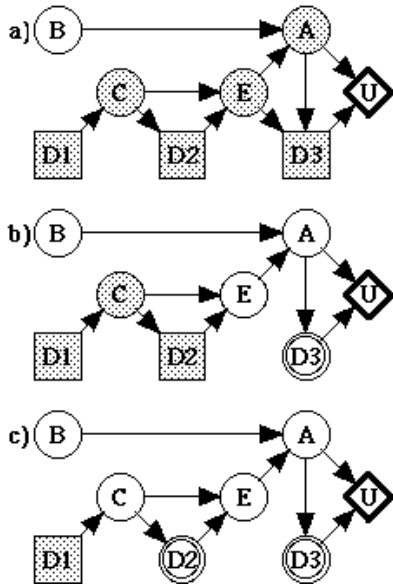 a) B A
C E U
D1 D2 D3
b) B A
C E U
D1 D2 D3
c) B A
C E U
D1 D2 D3